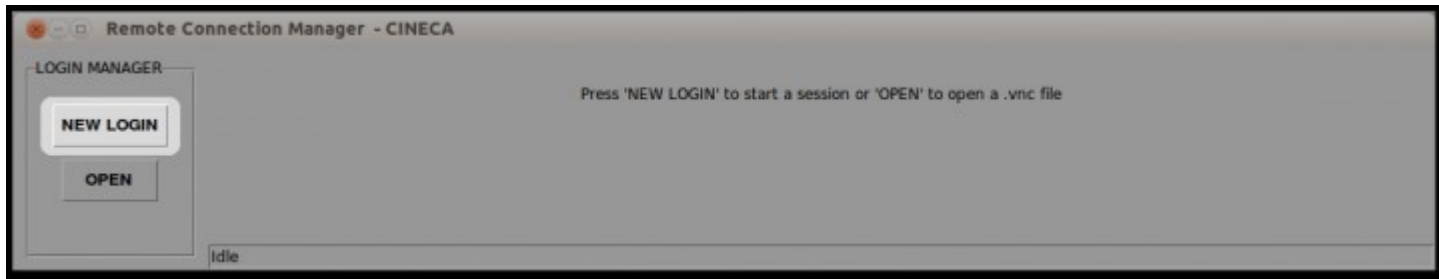 Remote Connection Manager - CINECA
LOGIN MANAGER
Press 'NEW LOGIN' to start a session or 'OPEN' to open a .vnc file
NEW LOGIN
OPEN
Idle